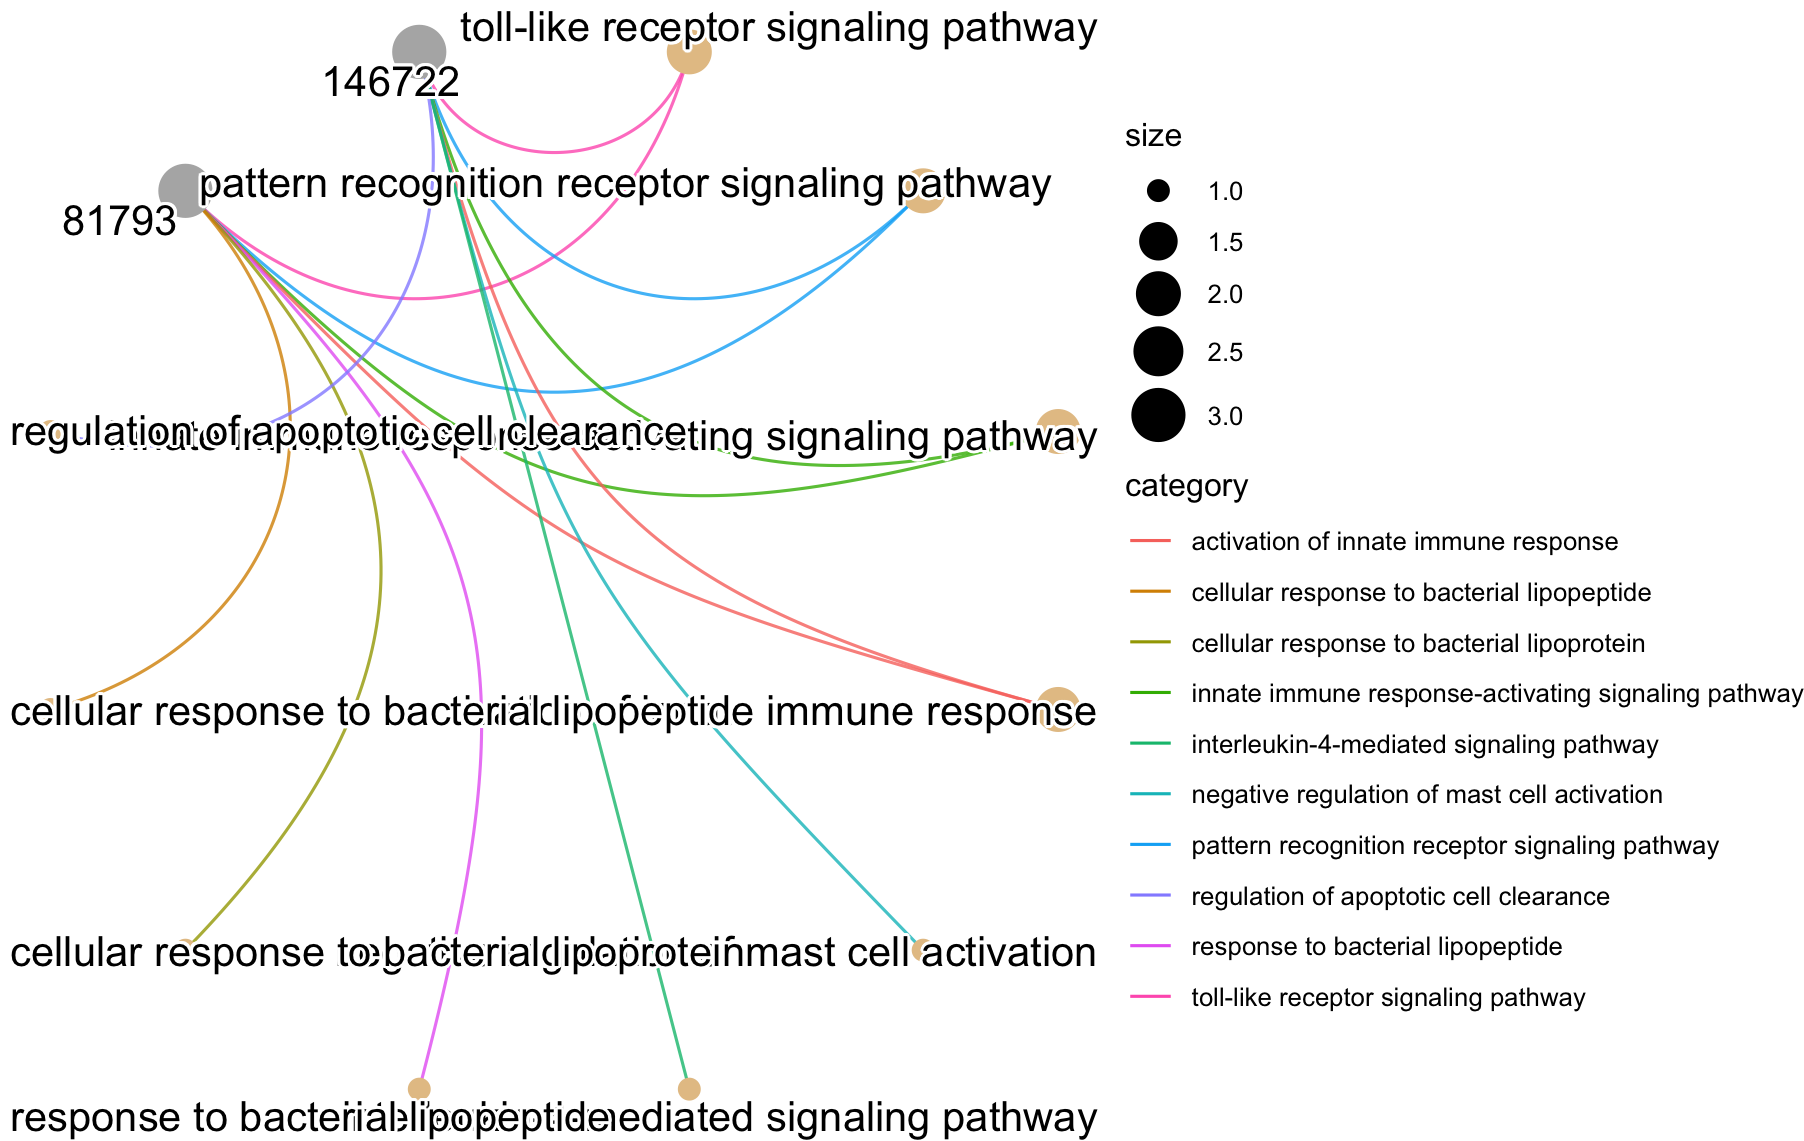 toll-like receptor signaling pathway
146722
pattern recognition receptor signaling pathway
81793
regulation of apoptotic cell clearance
signaling pathway
cellular response to bacterial lipopeptide
immune response
cellular response to bacterial lipoprotein
mast cell activation
response to bacterial lipopeptide
mediated signaling pathway
size
1.0
1.5
2.0
2.5
3.0
category
activation of innate immune response
cellular response to bacterial lipopeptide
cellular response to bacterial lipoprotein
innate immune response-activating signaling pathway
interleukin-4-mediated signaling pathway
negative regulation of mast cell activation
pattern recognition receptor signaling pathway
regulation of apoptotic cell clearance
response to bacterial lipopeptide
toll-like receptor signaling pathway